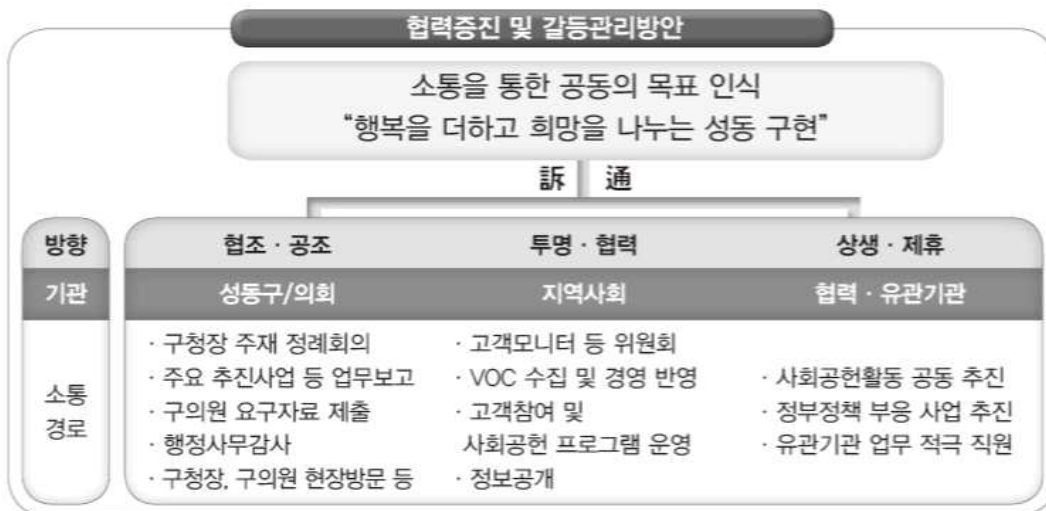 협력증진 및 갈등관리방안
소통을 통한 공동의 목표 인식
“행복을 더하고 희망을 나누는 성동 구현”
訴 通
방향
협조 · 공조
투명 · 협력
상생 · 제휴
기관
성동구/의회
지역사회
협력 · 유관기관
소통
경로
· 구청장 주재 정례회의
· 주요 추진사업 등 업무보고
· 구의원 요구자료 제출
· 행정사무감사
· 구청장, 구의원 현장방문 등
· 고객모니터 등 위원회
· VOC 수집 및 경영 반영
· 고객참여 및
사회공헌 프로그램 운영
· 정보공개
· 사회공헌활동 공동 추진
· 정부정책 부응 사업 추진
· 유관기관 업무 적극 직원